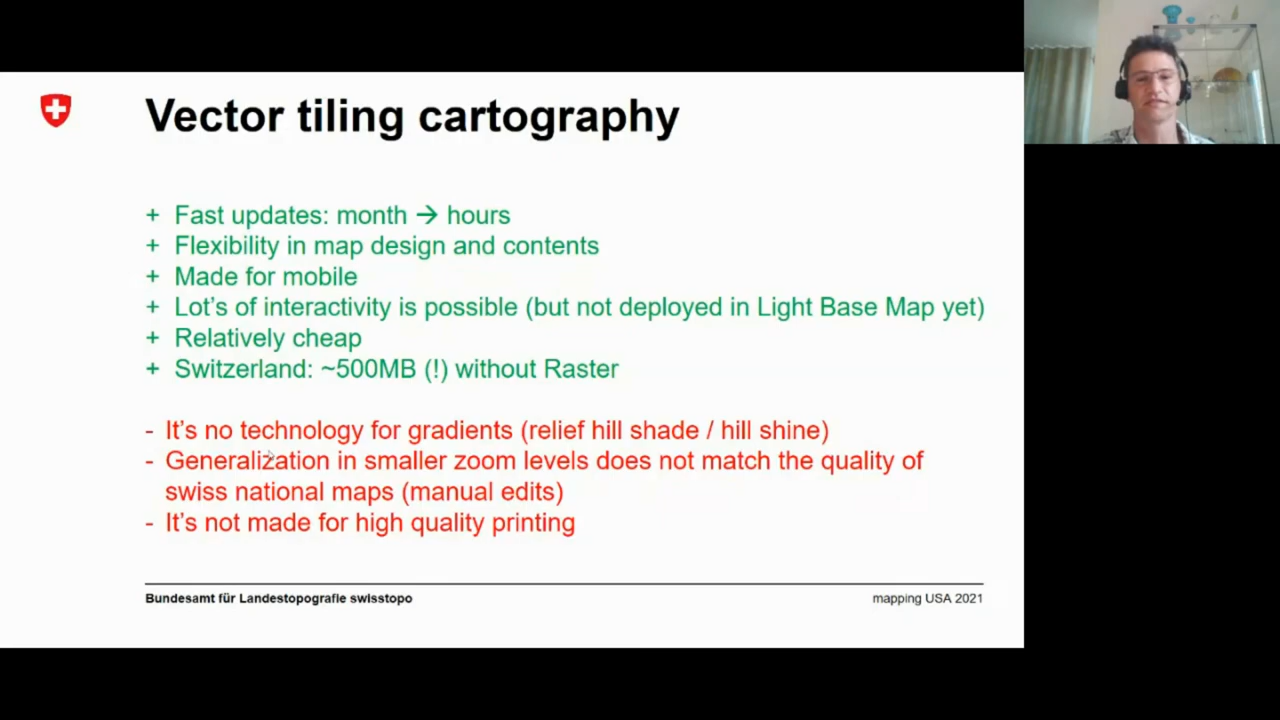 Vector tiling cartography
+ Fast updates: month → hours
+ Flexibility in map design and contents
+ Made for mobile
+ Lot's of interactivity is possible (but not deployed in Light Base Map yet)
+ Relatively cheap
+ Switzerland: ~500MB (!) without Raster
- It's no technology for gradients (relief hill shade / hill shine)
- Generalization in smaller zoom levels does not match the quality of
swiss national maps (manual edits)
- It's not made for high quality printing
Bundesamt für Landestopografie swisstopo
mapping USA 2021